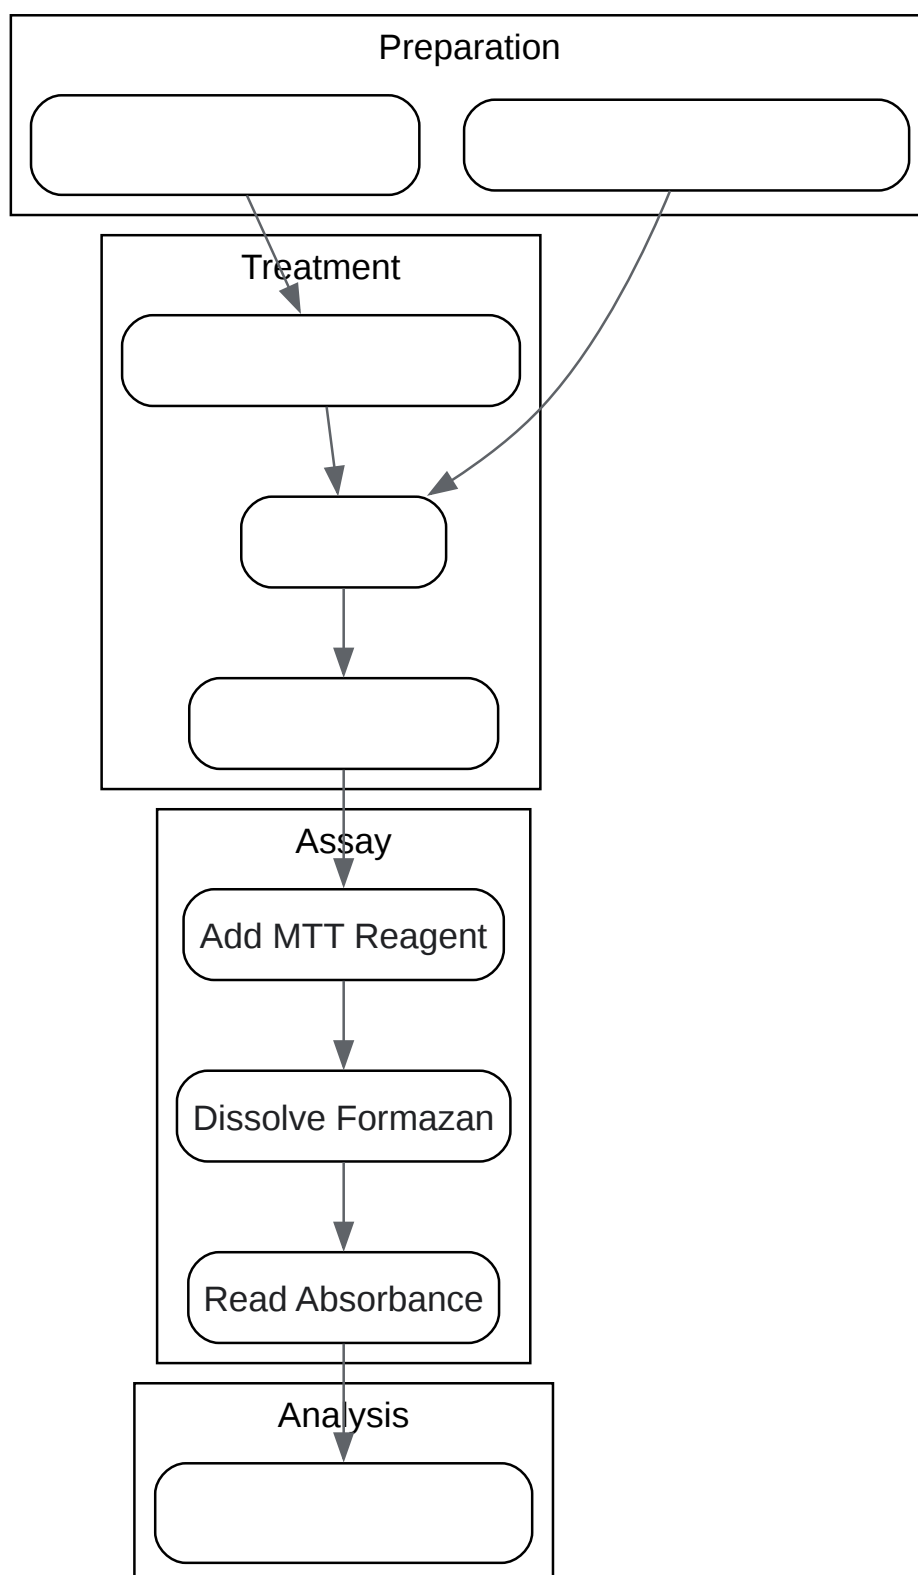 Preparation
Treatment
Assay
Add MTT Reagent
Dissolve Formazan
Read Absorbance
Analysis